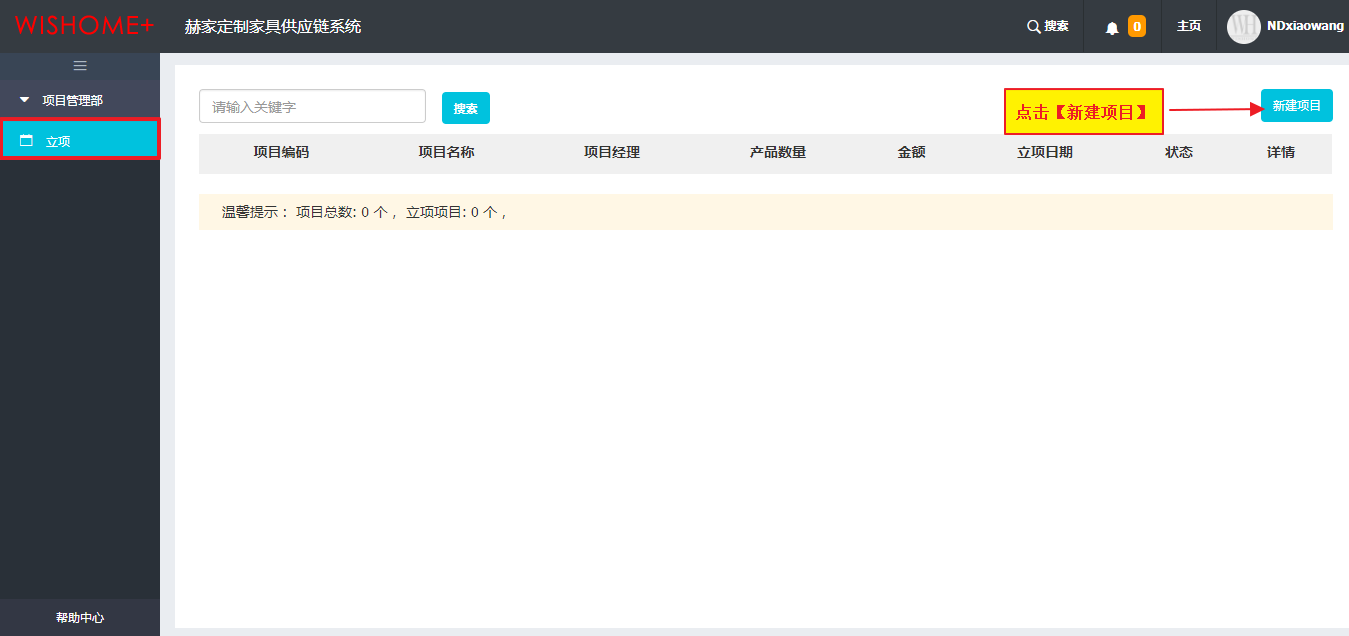 WISHOME+
赫家定制家具供应链系统
搜索
0
主页
NDxiaowang
项目管理部
立项
帮助中心
请输入关键字
搜索
点击【新建项目】
新建项目
项目编码 项目名称 项目经理 产品数量 金额 立项日期 状态 详情
温馨提示： 项目总数: 0 个， 立项项目: 0 个，